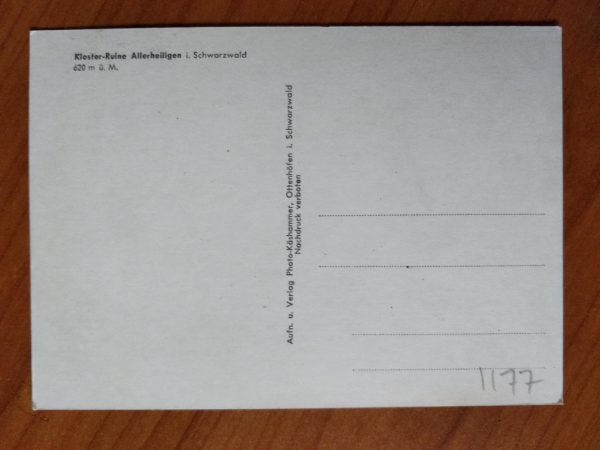 Kloster-Ruine Allerheiligen i. Schwarzwald
620 m ü. M.
Aufn. u. Verlag Photo-Käshammer, Ottenhöfen i. Schwarzwald
Nachdruck verboten
1177